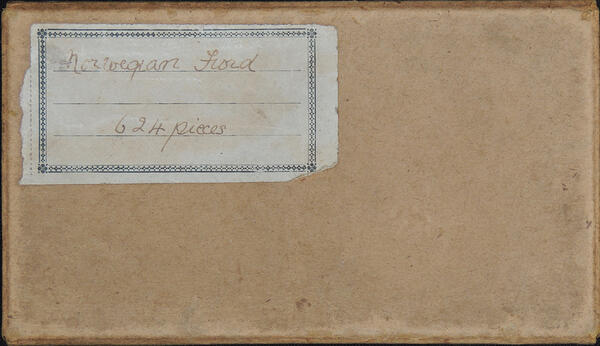 Norwegian Fiord
624 pieces